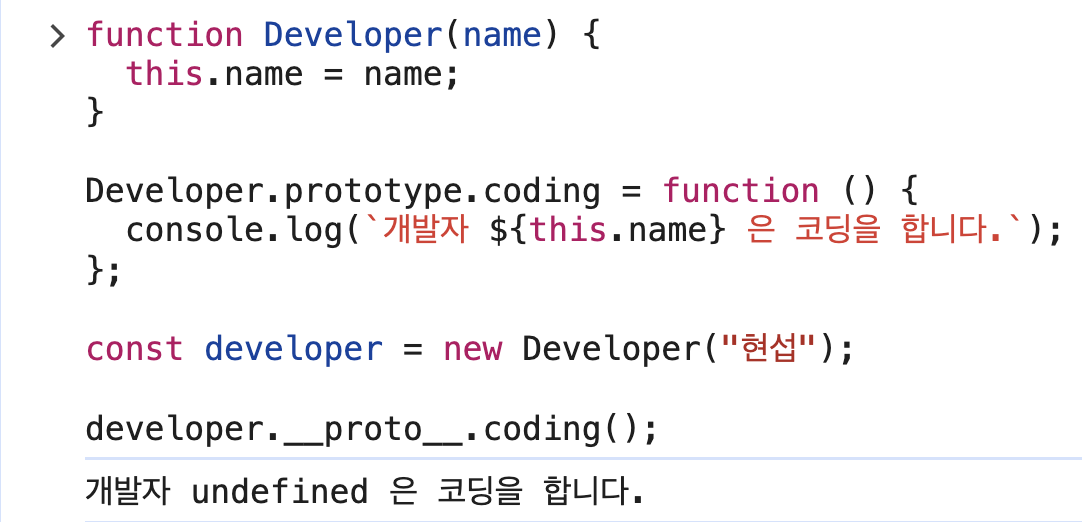 > function Developer(name) {
  this.name = name;
}
Developer.prototype.coding = function () {
  console.log(`개발자 ${this.name} 은 코딩을 합니다.`);
};
const developer = new Developer("현섭");
developer.__proto__.coding();
개발자 undefined 은 코딩을 합니다.